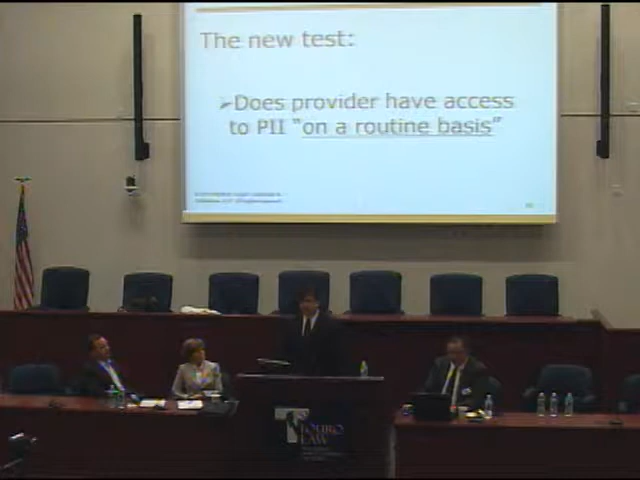 The new test:
➢Does provider have access
to PII "on a routine basis"
TOURO
LAW